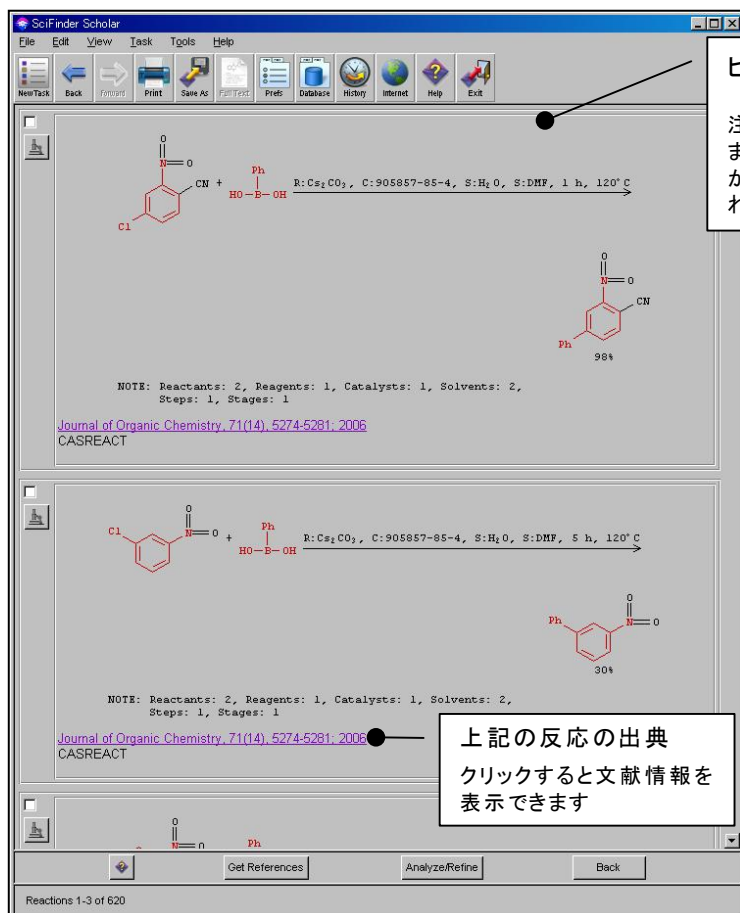 SciFinder Scholar
File Edit View Task Tools Help
New Task Back Forward Print Save As Full Text Prefs Database History Internet Help Exit
ヒ
注
ま
か
れ
O
N O
CN + Ph
HO-B-OH
R:Cs₂CO₃, C:905857-85-4, S:H₂O, S:DMF, 1 h, 120°C
Cl
O
N O
CN
Ph
98%
NOTE: Reactants: 2, Reagents: 1, Catalysts: 1, Solvents: 2,
Steps: 1, Stages: 1
Journal of Organic Chemistry, 71(14), 5274-5281; 2006
CASREACT
O
Cl N O + Ph
HO-B-OH
R:Cs₂CO₃, C:905857-85-4, S:H₂O, S:DMF, 5 h, 120°C
O
Ph N O
30%
NOTE: Reactants: 2, Reagents: 1, Catalysts: 1, Solvents: 2,
Steps: 1, Stages: 1
Journal of Organic Chemistry, 71(14), 5274-5281; 2006
CASREACT
上記の反応の出典
クリックすると文献情報を
表示できます
O
N O Ph
Get References Analyze/Refine Back
Reactions 1-3 of 620